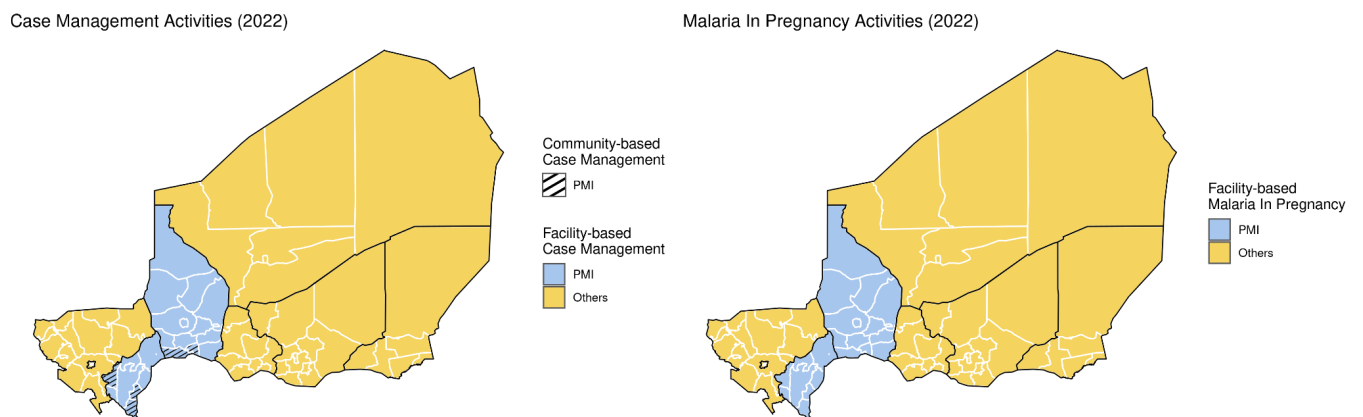 Case Management Activities (2022)
Community-based
Case Management
PMI
Facility-based
Case Management
PMI
Others
Malaria In Pregnancy Activities (2022)
Facility-based
Malaria In Pregnancy
PMI
Others